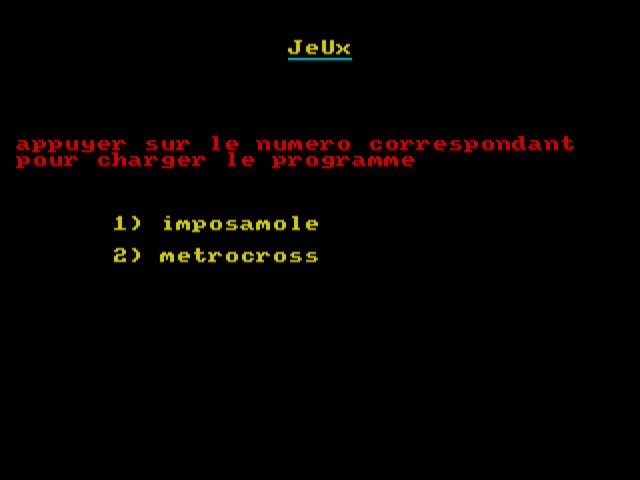 JeUx
appuyer sur le numero correspondant
pour charger le programme
1) imposamole
2) metrocross